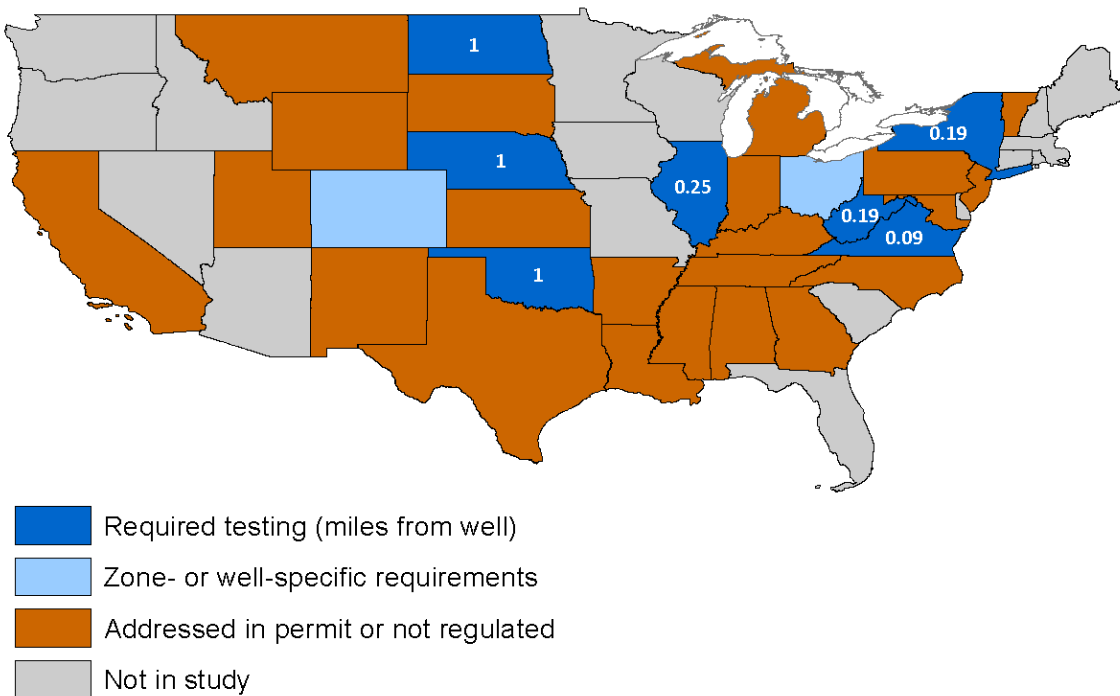 1
1
0.19
0.25
0.19
0.09
1
Required testing (miles from well)
Zone- or well-specific requirements
Addressed in permit or not regulated
Not in study